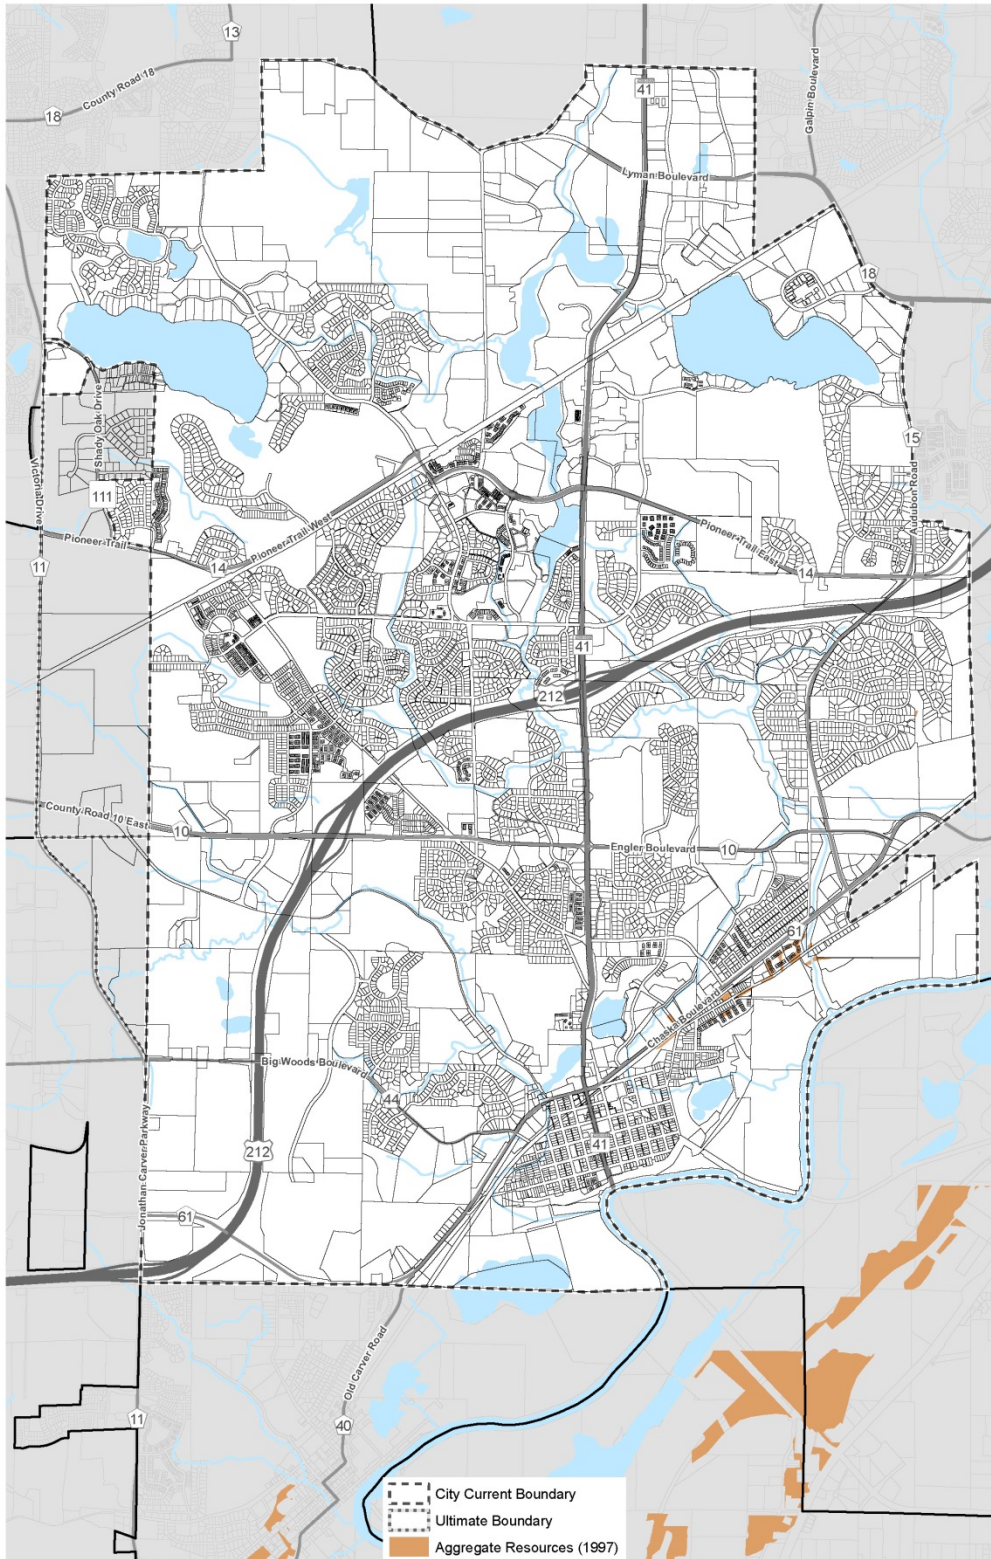 13
County Road 18
18
41
Galpin Boulevard
Lyman Boulevard
18
Shady Oak Drive
15
Audubon Road
Victoria Drive
111
Pioneer Trail
14
Pioneer Trail West
Pioneer Trail East
14
11
41
212
County Road 10 East
10
Engler Boulevard
10
61
Chaska Boulevard
Big Woods Boulevard
44
41
212
Jonathan Carver Parkway
61
Old Carver Road
11
40
City Current Boundary
Ultimate Boundary
Aggregate Resources (1997)